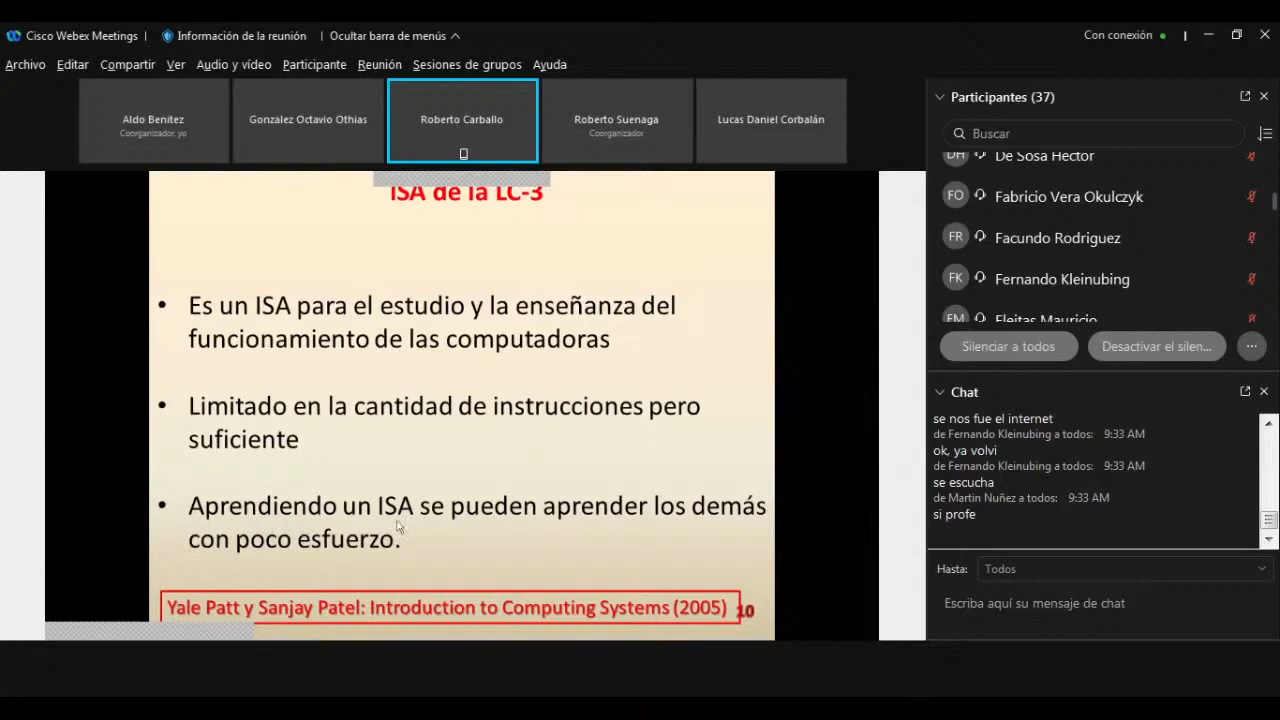 Cisco Webex Meetings | Información de la reunión | Ocultar barra de menús
Con conexión
Archivo Editar Compartir Ver Audio y vídeo Participante Reunión Sesiones de grupos Ayuda
Aldo Benítez
Coorganizador, yo
Gonzalez Octavio Othias
Roberto Carballo
Roberto Suenaga
Coorganizador
Lucas Daniel Corbalán
ISA de la LC-3
• Es un ISA para el estudio y la enseñanza del
funcionamiento de las computadoras
• Limitado en la cantidad de instrucciones pero
suficiente
• Aprendiendo un ISA se pueden aprender los demás
con poco esfuerzo.
Yale Patt y Sanjay Patel: Introduction to Computing Systems (2005)
10
Participantes (37)
Buscar
DH De Sosa Hector
FO Fabricio Vera Okulczyk
FR Facundo Rodriguez
FK Fernando Kleinubing
FM Fleitas Mauricio
Silenciar a todos
Desactivar el silen...
Chat
se nos fue el internet
de Fernando Kleinubing a todos: 9:33 AM
ok, ya volvi
de Fernando Kleinubing a todos: 9:33 AM
se escucha
de Martin Nuñez a todos: 9:33 AM
si profe
Hasta: Todos
Escriba aquí su mensaje de chat